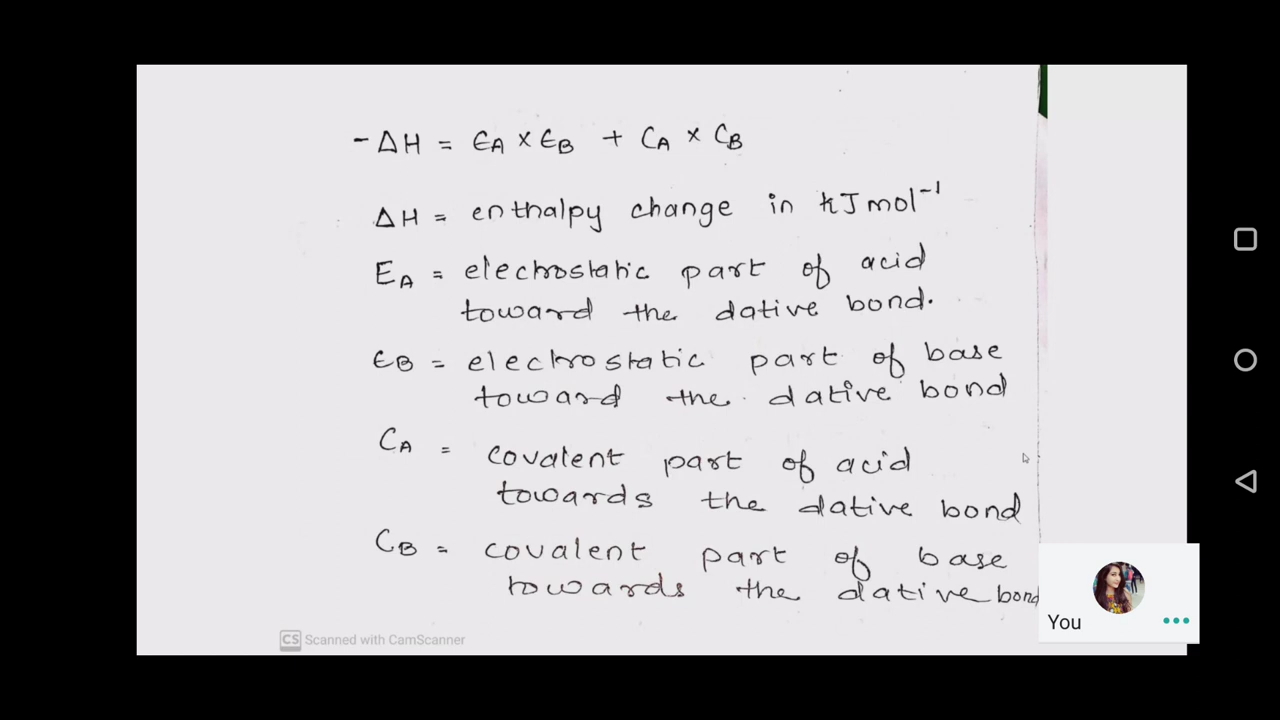 -ΔH = EA × EB + CA × CB
ΔH = enthalpy change in kJmol⁻¹
EA = electrostatic part of acid
toward the dative bond.
EB = electrostatic part of base
toward the dative bond
CA = covalent part of acid
towards the dative bond
CB = covalent part of base
towards the dative bond
CS Scanned with CamScanner
You